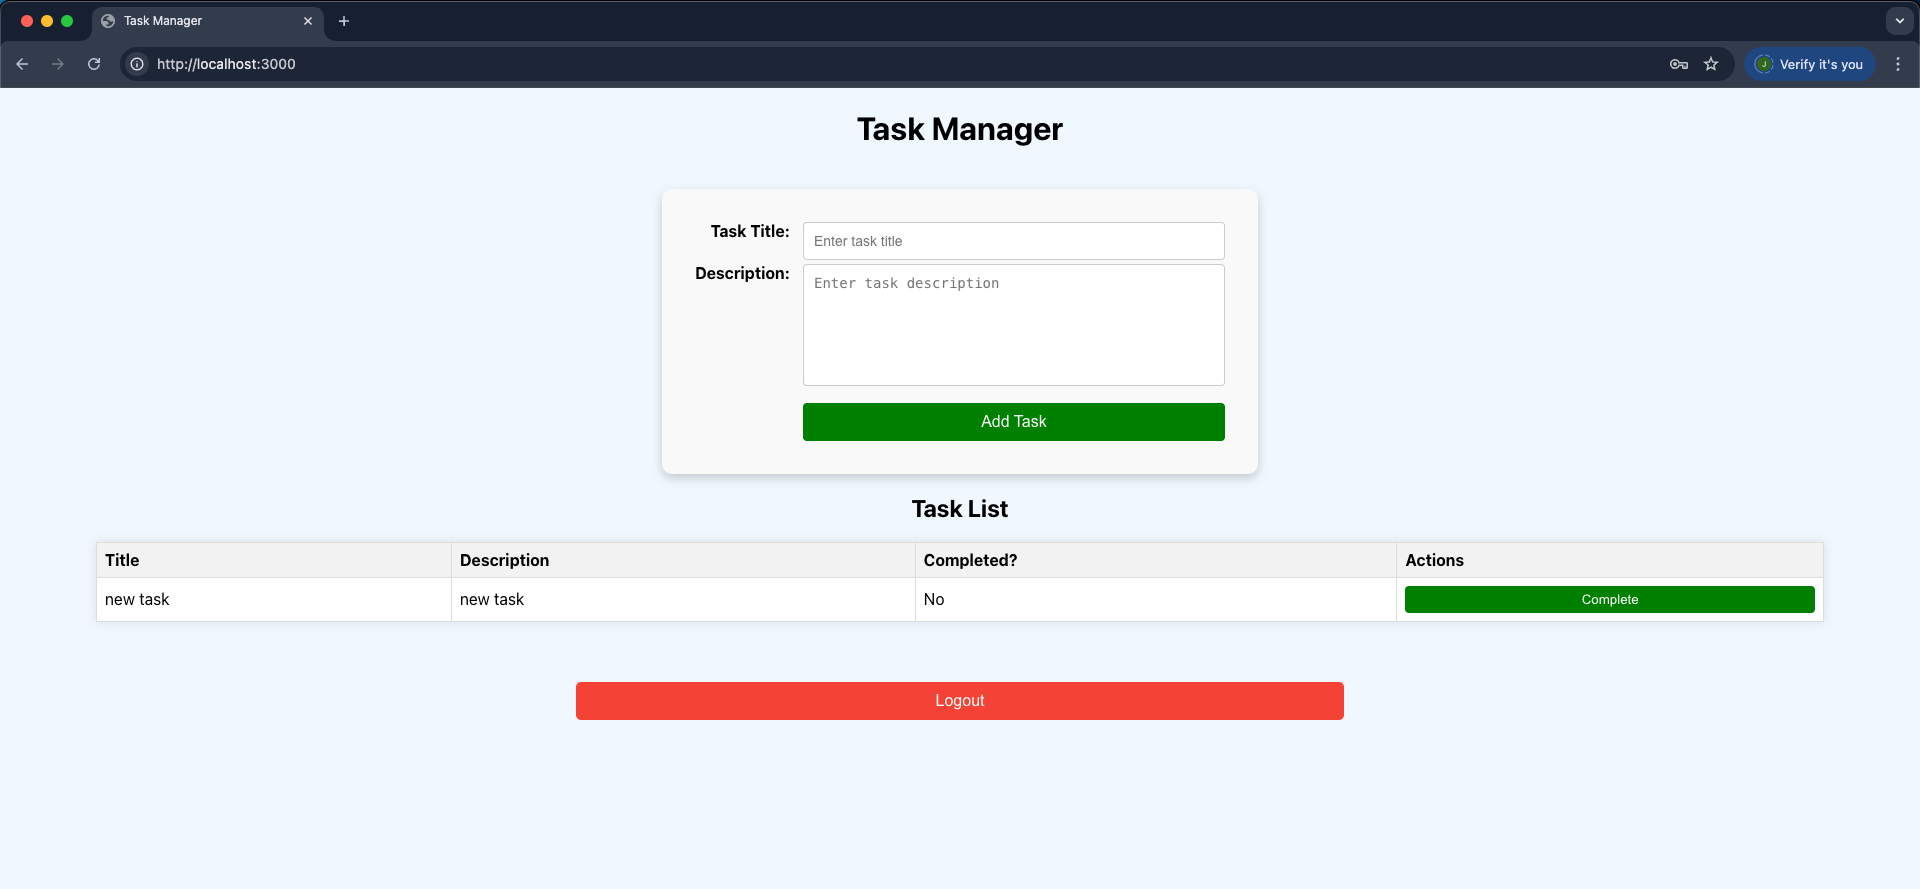 Task Manager
http://localhost:3000
J
Verify it's you
Task Manager
Task Title:
Enter task title
Description:
Enter task description
Add Task
Task List
Title Description Completed? Actions
new task new task No Complete
Logout